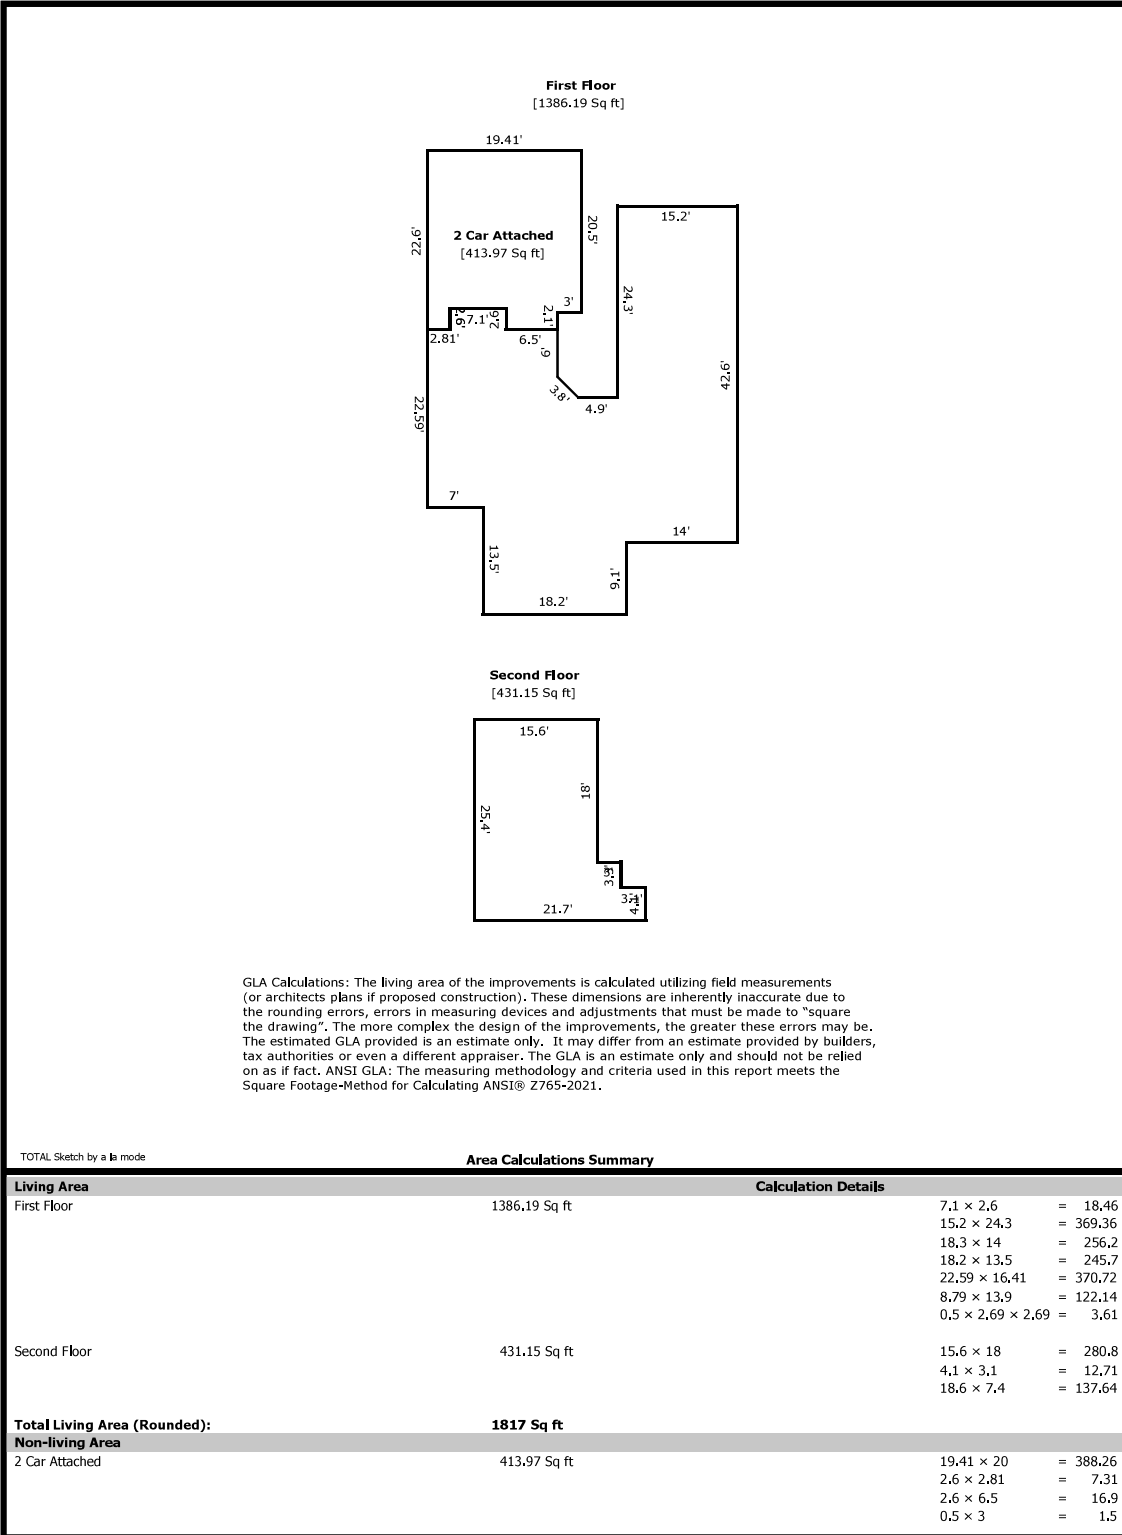 First Floor
[1386.19 Sq ft]
19.41'
22.6'
20.5'
15.2'
2 Car Attached
[413.97 Sq ft]
24.3'
3'
2.1'
2.6'
7.1'
2.6'
2.81'
6.5'
6'
3.8'
4.9'
42.6'
22.59'
7'
13.5'
14'
9.1'
18.2'
Second Floor
[431.15 Sq ft]
15.6'
25.4'
18'
3.1'
4.1'
21.7'
GLA Calculations: The living area of the improvements is calculated utilizing field measurements
(or architects plans if proposed construction). These dimensions are inherently inaccurate due to
the rounding errors, errors in measuring devices and adjustments that must be made to “square
the drawing”. The more complex the design of the improvements, the greater these errors may be.
The estimated GLA provided is an estimate only.  It may differ from an estimate provided by builders,
tax authorities or even a different appraiser. The GLA is an estimate only and should not be relied
on as if fact. ANSI GLA: The measuring methodology and criteria used in this report meets the
Square Footage-Method for Calculating ANSI® Z765-2021.
TOTAL Sketch by a la mode
Area Calculations Summary
Living Area Calculation Details
First Floor 1386.19 Sq ft 7.1 × 2.6 = 18.46
15.2 × 24.3 = 369.36
18.3 × 14 = 256.2
18.2 × 13.5 = 245.7
22.59 × 16.41 = 370.72
8.79 × 13.9 = 122.14
0.5 × 2.69 × 2.69 = 3.61
Second Floor 431.15 Sq ft 15.6 × 18 = 280.8
4.1 × 3.1 = 12.71
18.6 × 7.4 = 137.64
Total Living Area (Rounded): 1817 Sq ft
Non-living Area
2 Car Attached 413.97 Sq ft 19.41 × 20 = 388.26
2.6 × 2.81 = 7.31
2.6 × 6.5 = 16.9
0.5 × 3 = 1.5